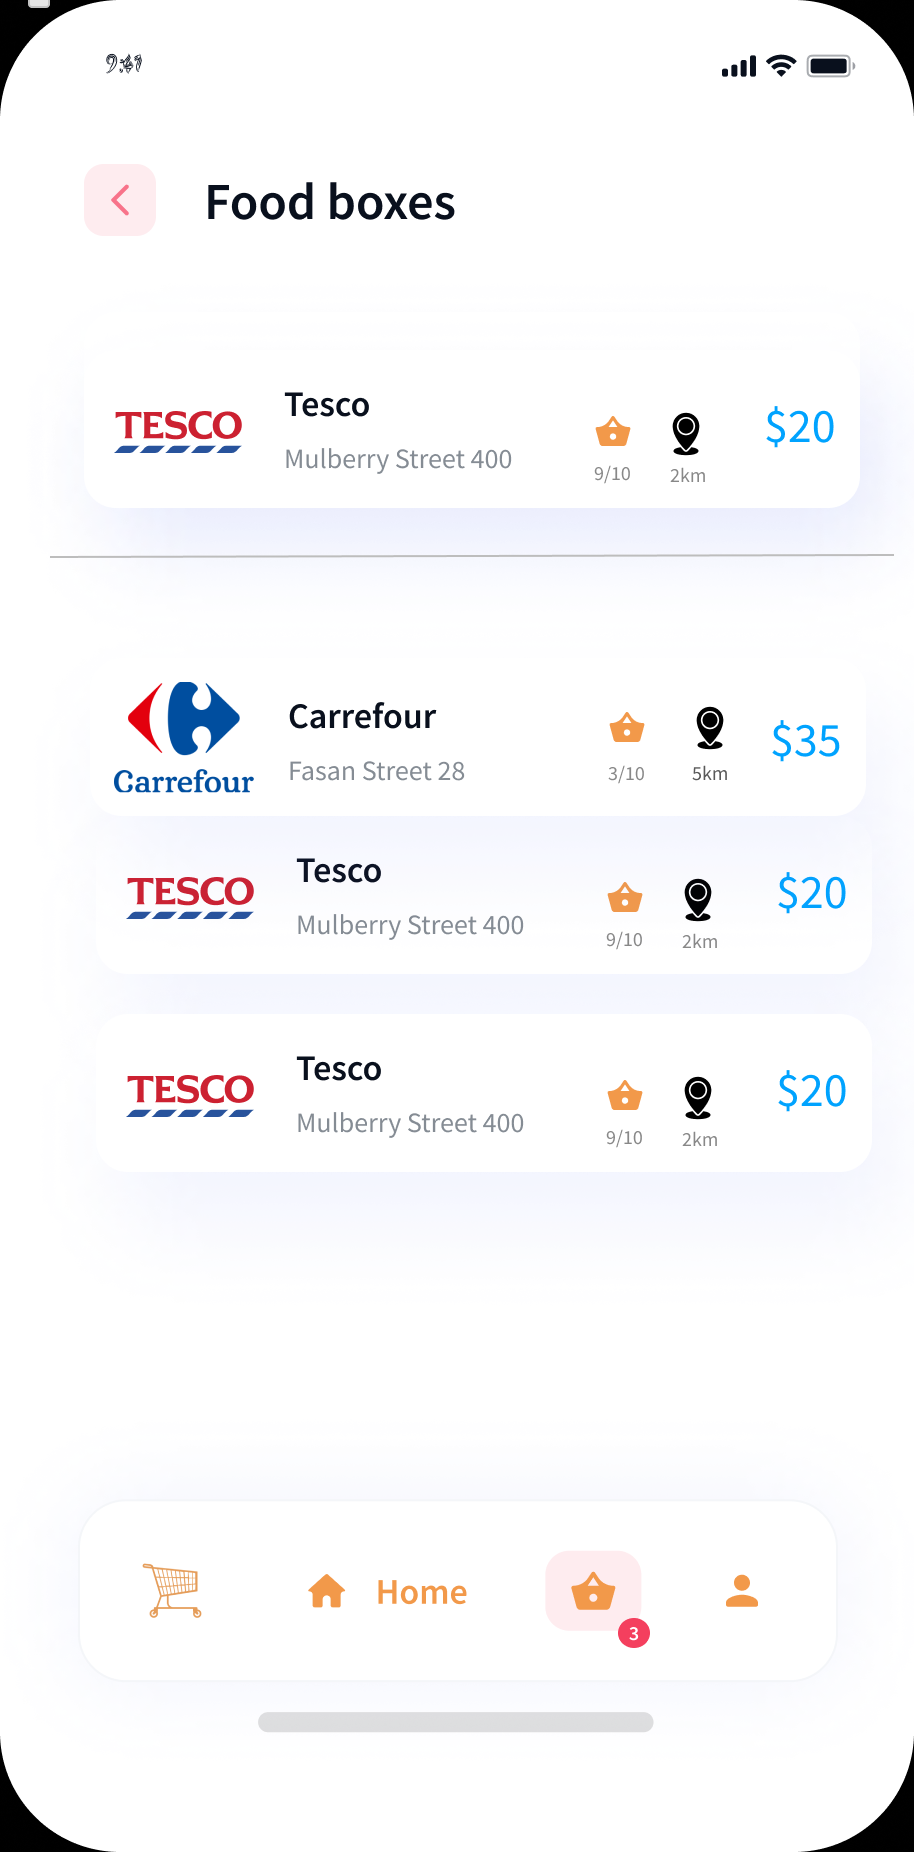 9:41
Food boxes
TESCO
Tesco
Mulberry Street 400
9/10
2km
$20
Carrefour
Carrefour
Fasan Street 28
3/10
5km
$35
TESCO
Tesco
Mulberry Street 400
9/10
2km
$20
TESCO
Tesco
Mulberry Street 400
9/10
2km
$20
Home
3